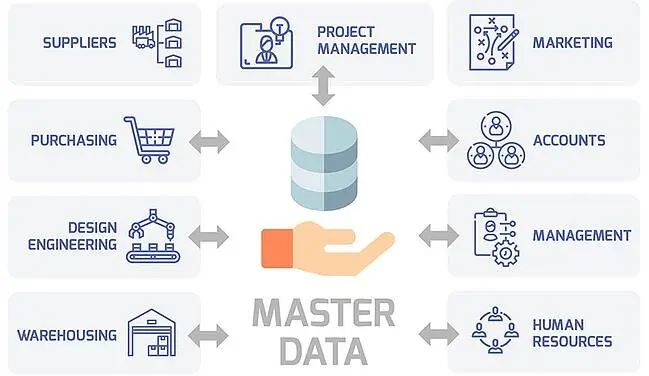 SUPPLIERS
PROJECT
MANAGEMENT
MARKETING
PURCHASING
ACCOUNTS
DESIGN
ENGINEERING
MANAGEMENT
WAREHOUSING
MASTER
DATA
HUMAN
RESOURCES